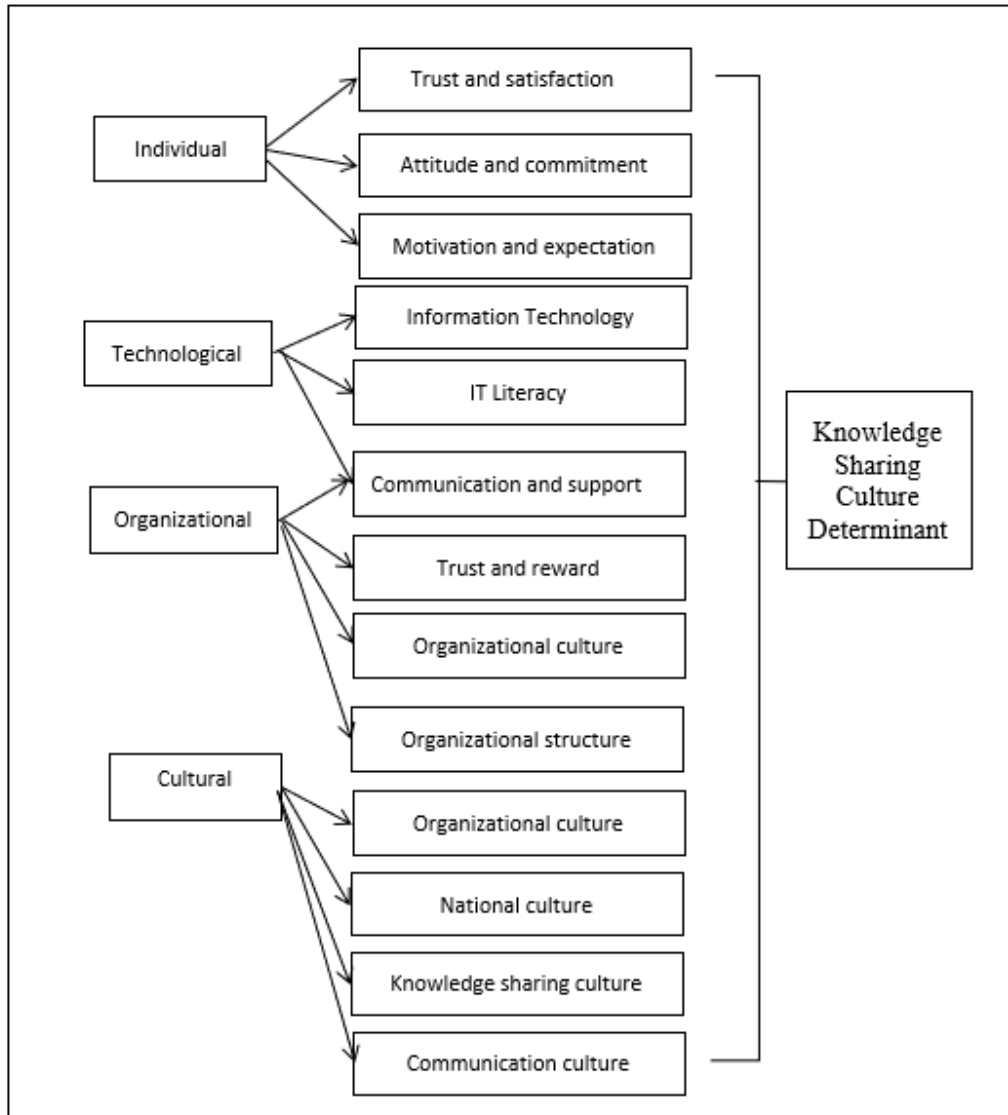 Trust and satisfaction
Individual
Attitude and commitment
Motivation and expectation
Information Technology
Technological
IT Literacy
Knowledge
Sharing
Culture
Determinant
Communication and support
Organizational
Trust and reward
Organizational culture
Organizational structure
Cultural
Organizational culture
National culture
Knowledge sharing culture
Communication culture